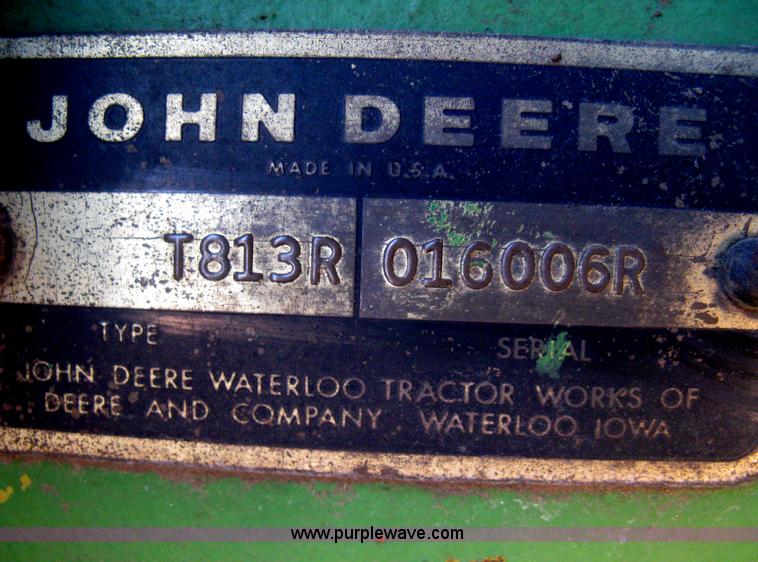 JOHN DEERE
MADE IN U.S.A.
T813R 016006R
TYPE SERIAL
JOHN DEERE WATERLOO TRACTOR WORKS OF
DEERE AND COMPANY WATERLOO, IOWA
www.purplewave.com